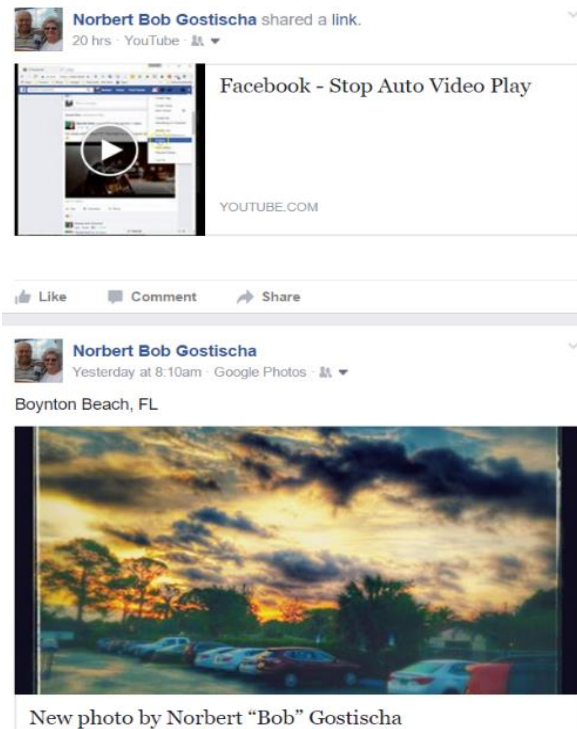 Norbert Bob Gostischa shared a link.
20 hrs · YouTube ·
Facebook - Stop Auto Video Play
YOUTUBE.COM
Like Comment Share
Norbert Bob Gostischa
Yesterday at 8:10am · Google Photos ·
Boynton Beach, FL
New photo by Norbert “Bob” Gostischa